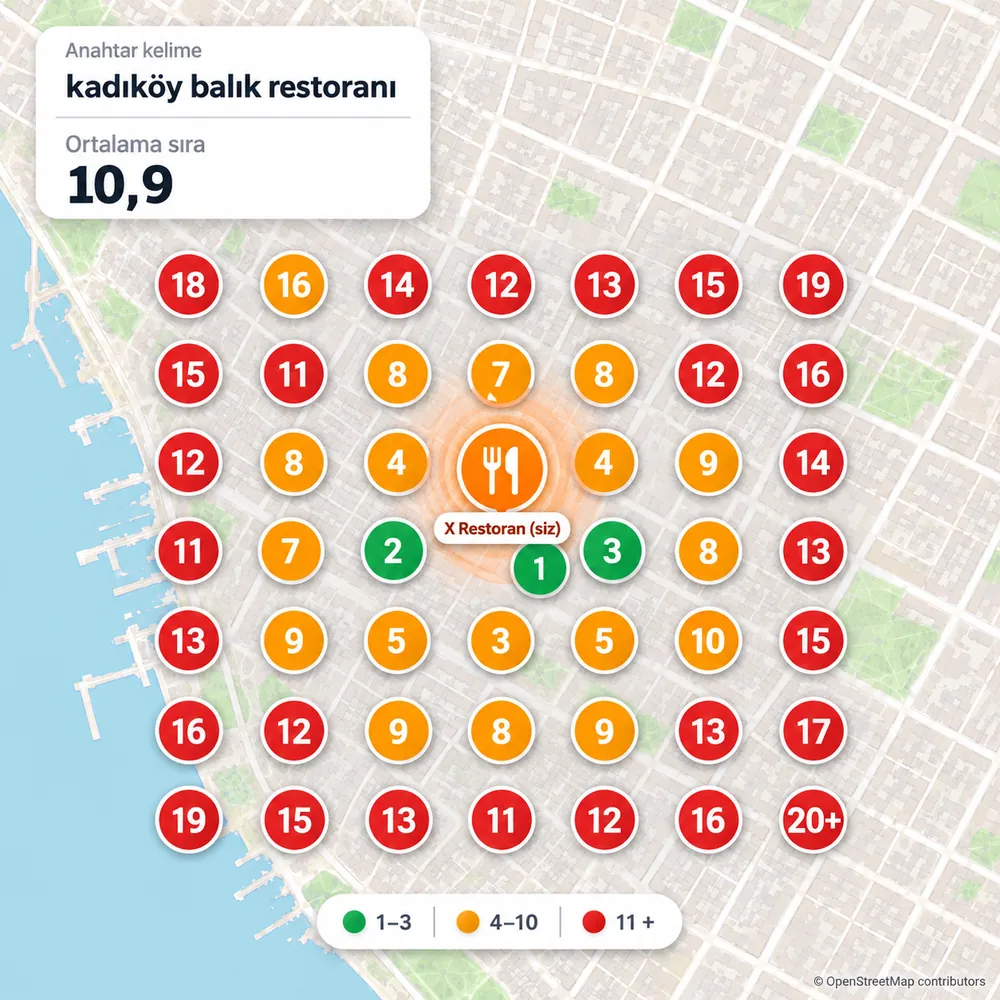 Anahtar kelime
kadıköy balık restoranı
Ortalama sıra
10,9
18 16 14 12 13 15 19
15 11 8 7 8 12 16
12 8 4 4 9 14
X Restoran (siz)
11 7 2 1 3 8 13
13 9 5 3 5 10 15
16 12 9 8 9 13 17
19 15 13 11 12 16 20+
1–3 4–10 11 +
© OpenStreetMap contributors